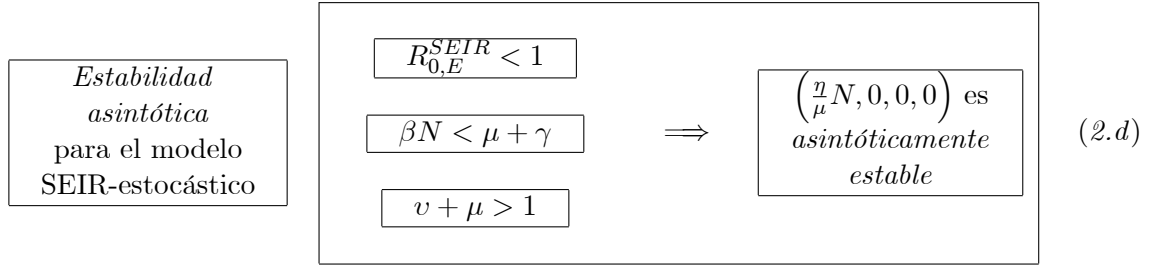 Estabilidad
asintótica
para el modelo
SEIR-estocástico
R_{0,E}^{SEIR} < 1
βN < μ + γ
υ + μ > 1
⟹
(η/μ N, 0, 0, 0) es
asintóticamente
estable
(2.d)